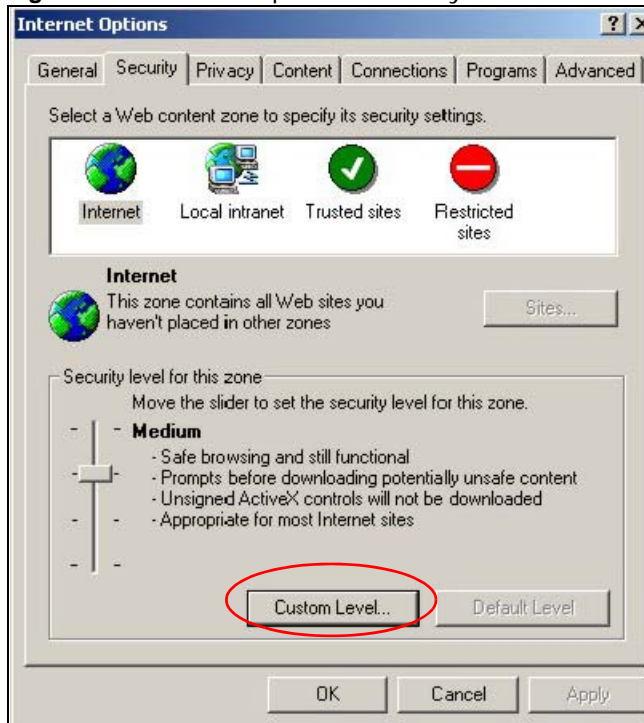 Internet Options
General Security Privacy Content Connections Programs Advanced
Select a Web content zone to specify its security settings.
Internet Local intranet Trusted sites Restricted
sites
Internet
This zone contains all Web sites you
haven't placed in other zones
Sites...
Security level for this zone
Move the slider to set the security level for this zone.
Medium
- Safe browsing and still functional
- Prompts before downloading potentially unsafe content
- Unsigned ActiveX controls will not be downloaded
- Appropriate for most Internet sites
Custom Level... Default Level
OK Cancel Apply